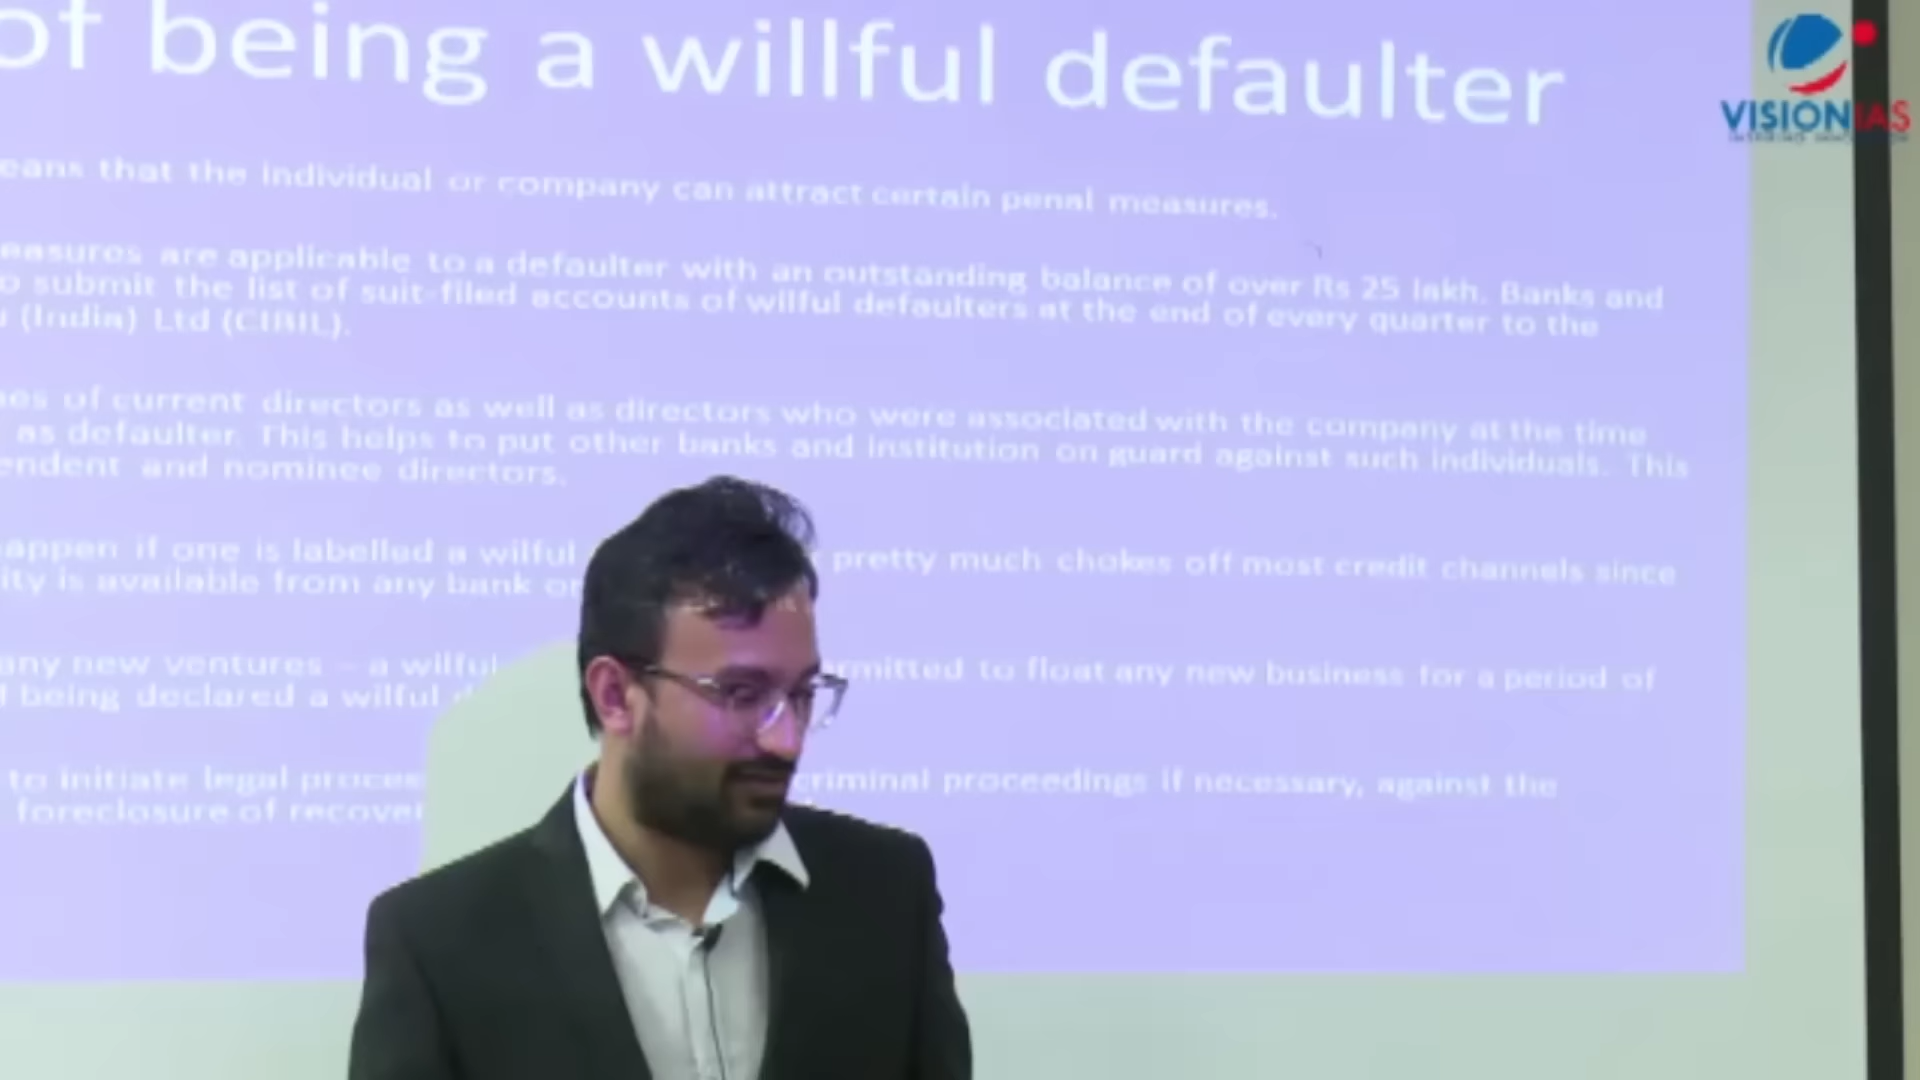 of being a willful defaulter
VISIONIAS
eans that the individual or company can attract certain penal measures.
easures are applicable to a defaulter with an outstanding balance of over Rs 25 lakh. Banks and
o submit the list of suit-filed accounts of wilful defaulters at the end of every quarter to the
(India) Ltd (CIBIL).
es of current directors as well as directors who were associated with the company at the time
as defaulter. This helps to put other banks and institution on guard against such individuals. This
endent and nominee directors.
appen if one is labelled a wilful pretty much chokes off most credit channels since
ity is available from any bank or
any new ventures – a wilful mitted to float any new business for a period of
being declared a wilful
to initiate legal proces criminal proceedings if necessary, against the
foreclosure of recover